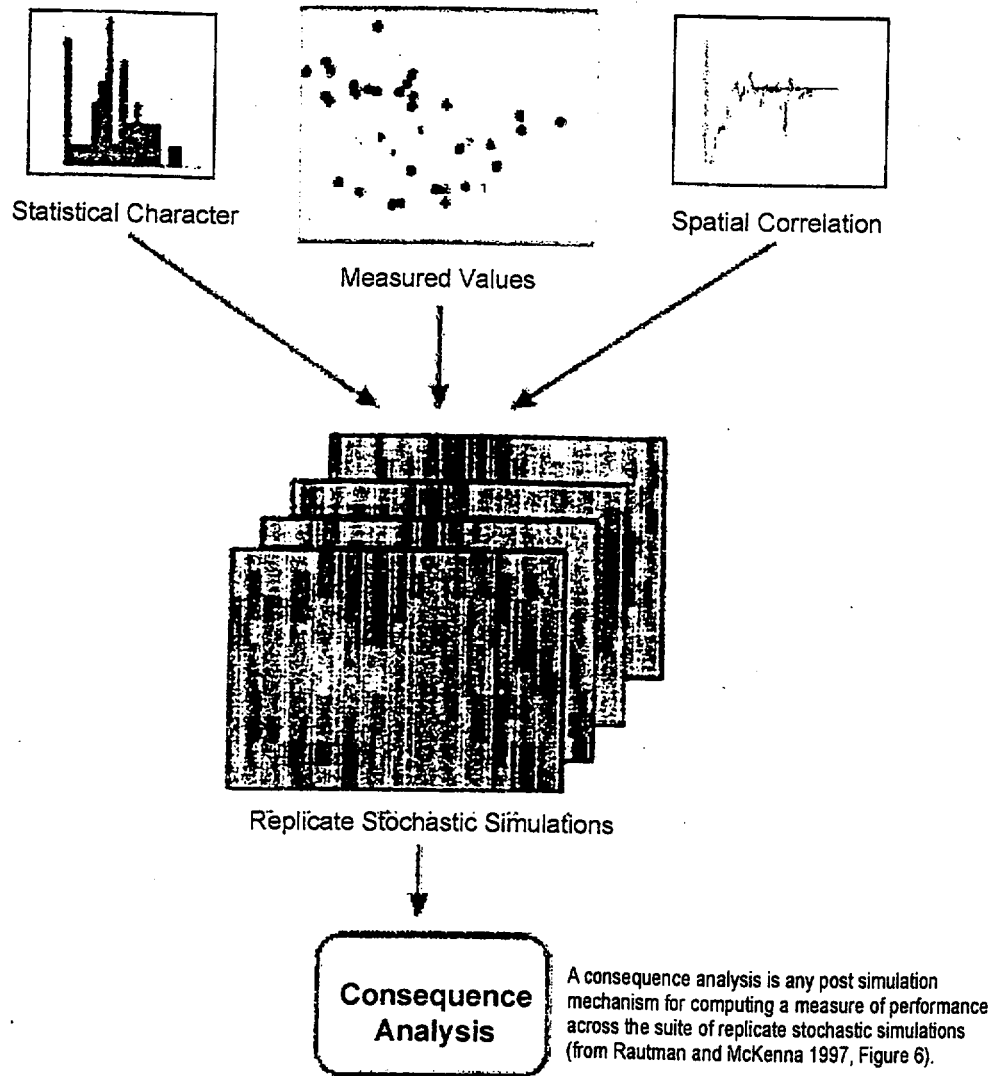 Statistical Character
Measured Values
Spatial Correlation
Replicate Stochastic Simulations
Consequence
Analysis
A consequence analysis is any post simulation
mechanism for computing a measure of performance
across the suite of replicate stochastic simulations
(from Rautman and McKenna 1997, Figure 6).